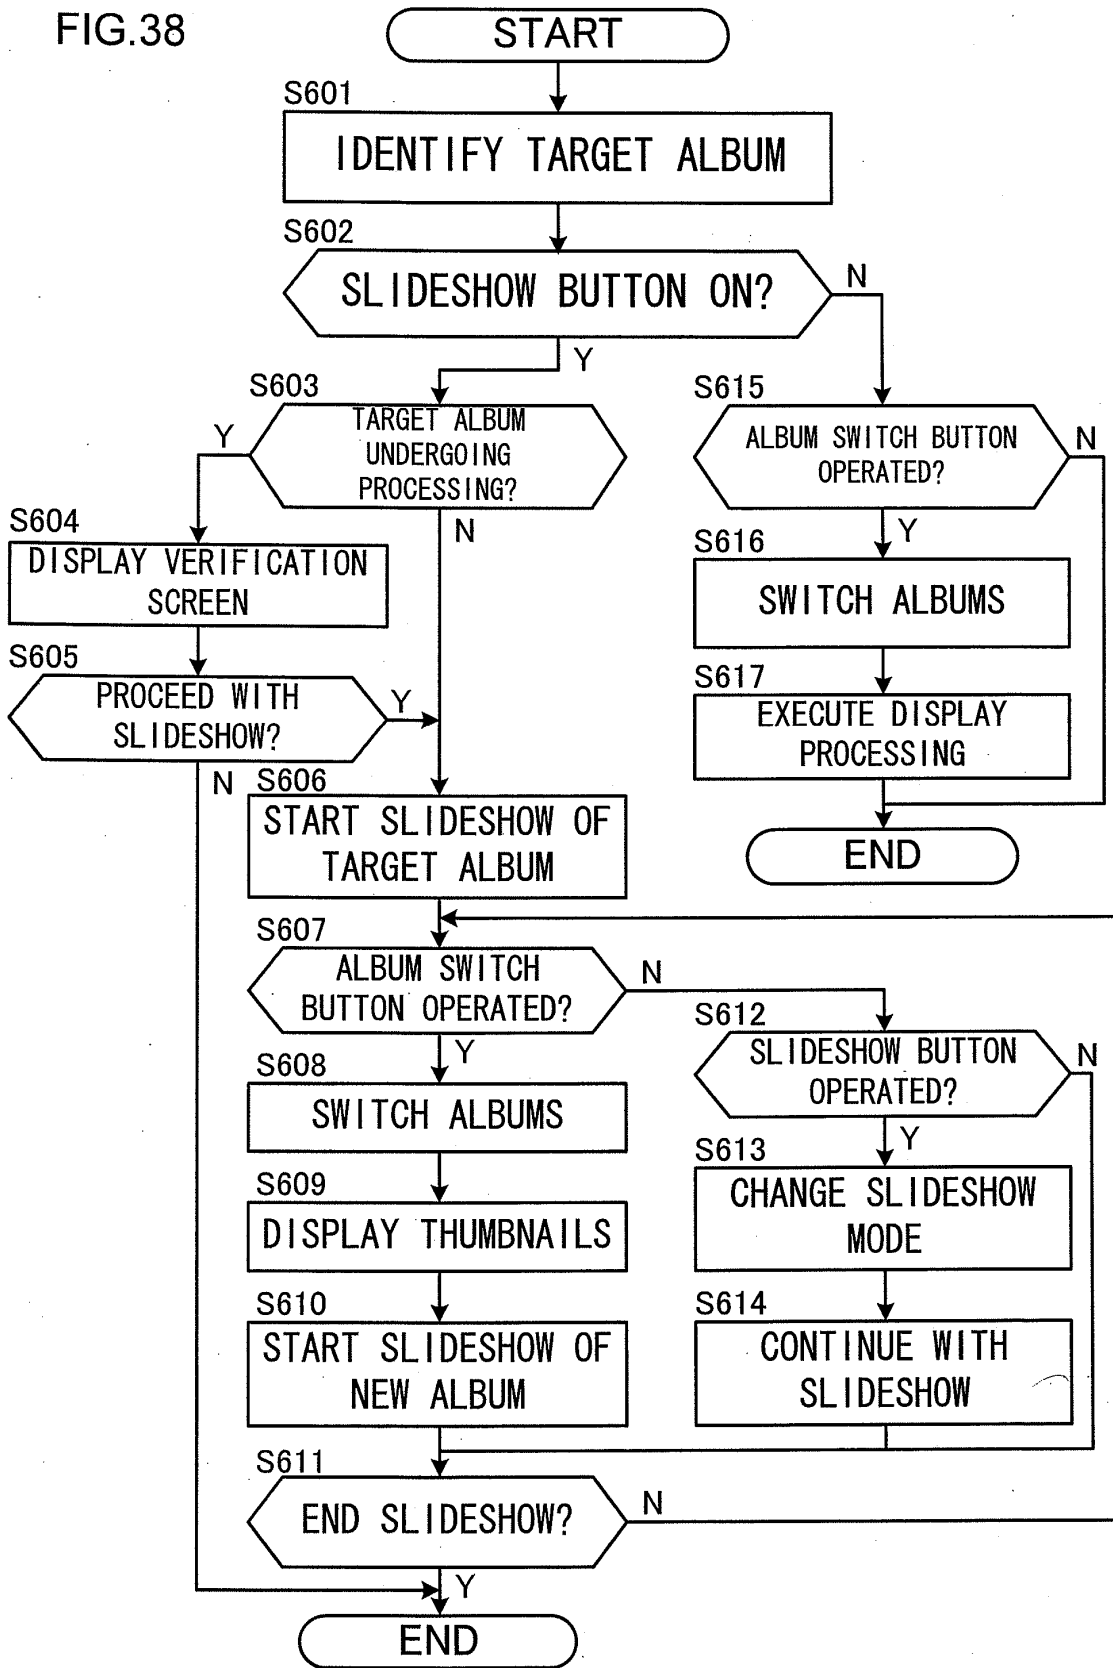 FIG.38
START
S601
IDENTIFY TARGET ALBUM
S602
SLIDESHOW BUTTON ON?
N
Y
S603
TARGET ALBUM
UNDERGOING
PROCESSING?
Y
N
S615
ALBUM SWITCH BUTTON
OPERATED?
N
Y
S604
DISPLAY VERIFICATION
SCREEN
S616
SWITCH ALBUMS
S605
PROCEED WITH
SLIDESHOW?
Y
N
S617
EXECUTE DISPLAY
PROCESSING
S606
START SLIDESHOW OF
TARGET ALBUM
END
S607
ALBUM SWITCH
BUTTON OPERATED?
N
Y
S612
SLIDESHOW BUTTON
OPERATED?
N
Y
S608
SWITCH ALBUMS
S613
CHANGE SLIDESHOW
MODE
S609
DISPLAY THUMBNAILS
S610
START SLIDESHOW OF
NEW ALBUM
S614
CONTINUE WITH
SLIDESHOW
S611
END SLIDESHOW?
N
Y
END